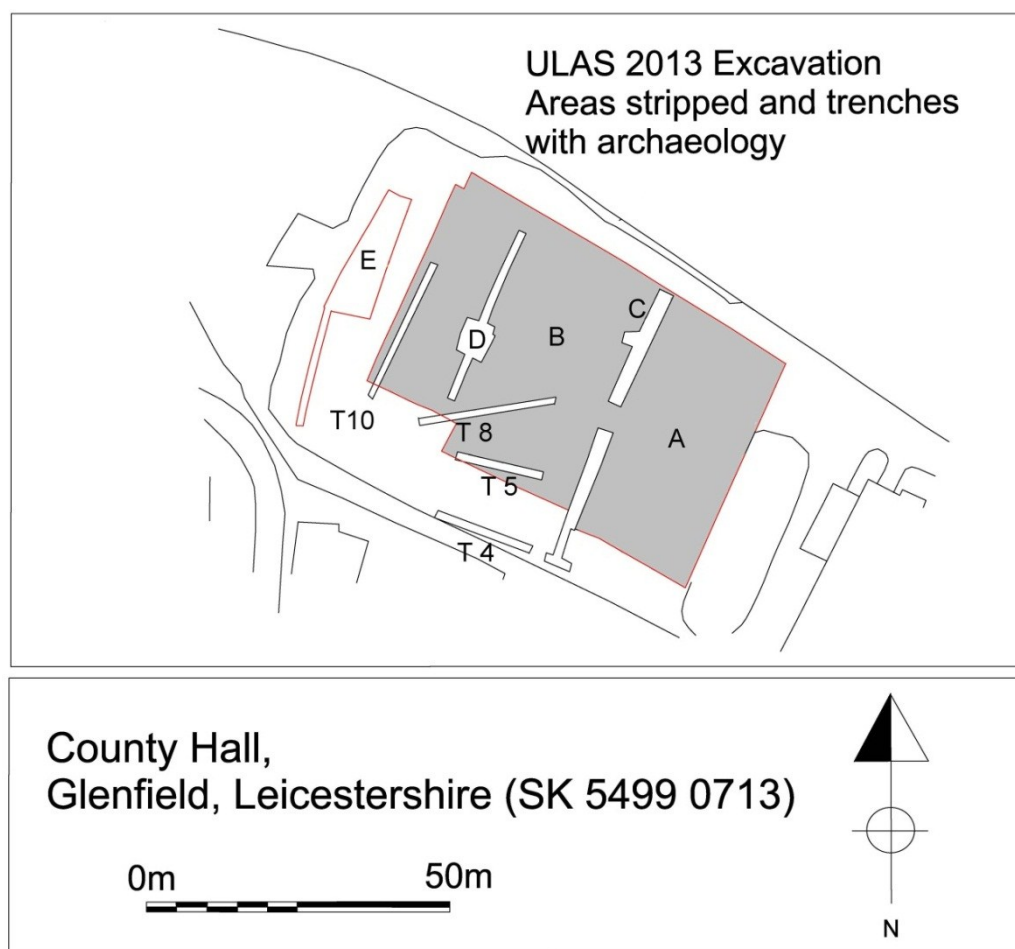 ULAS 2013 Excavation
Areas stripped and trenches
with archaeology
E
C
D
B
T10
T 8
A
T 5
T 4
County Hall,
Glenfield, Leicestershire (SK 5499 0713)
0m 50m
N